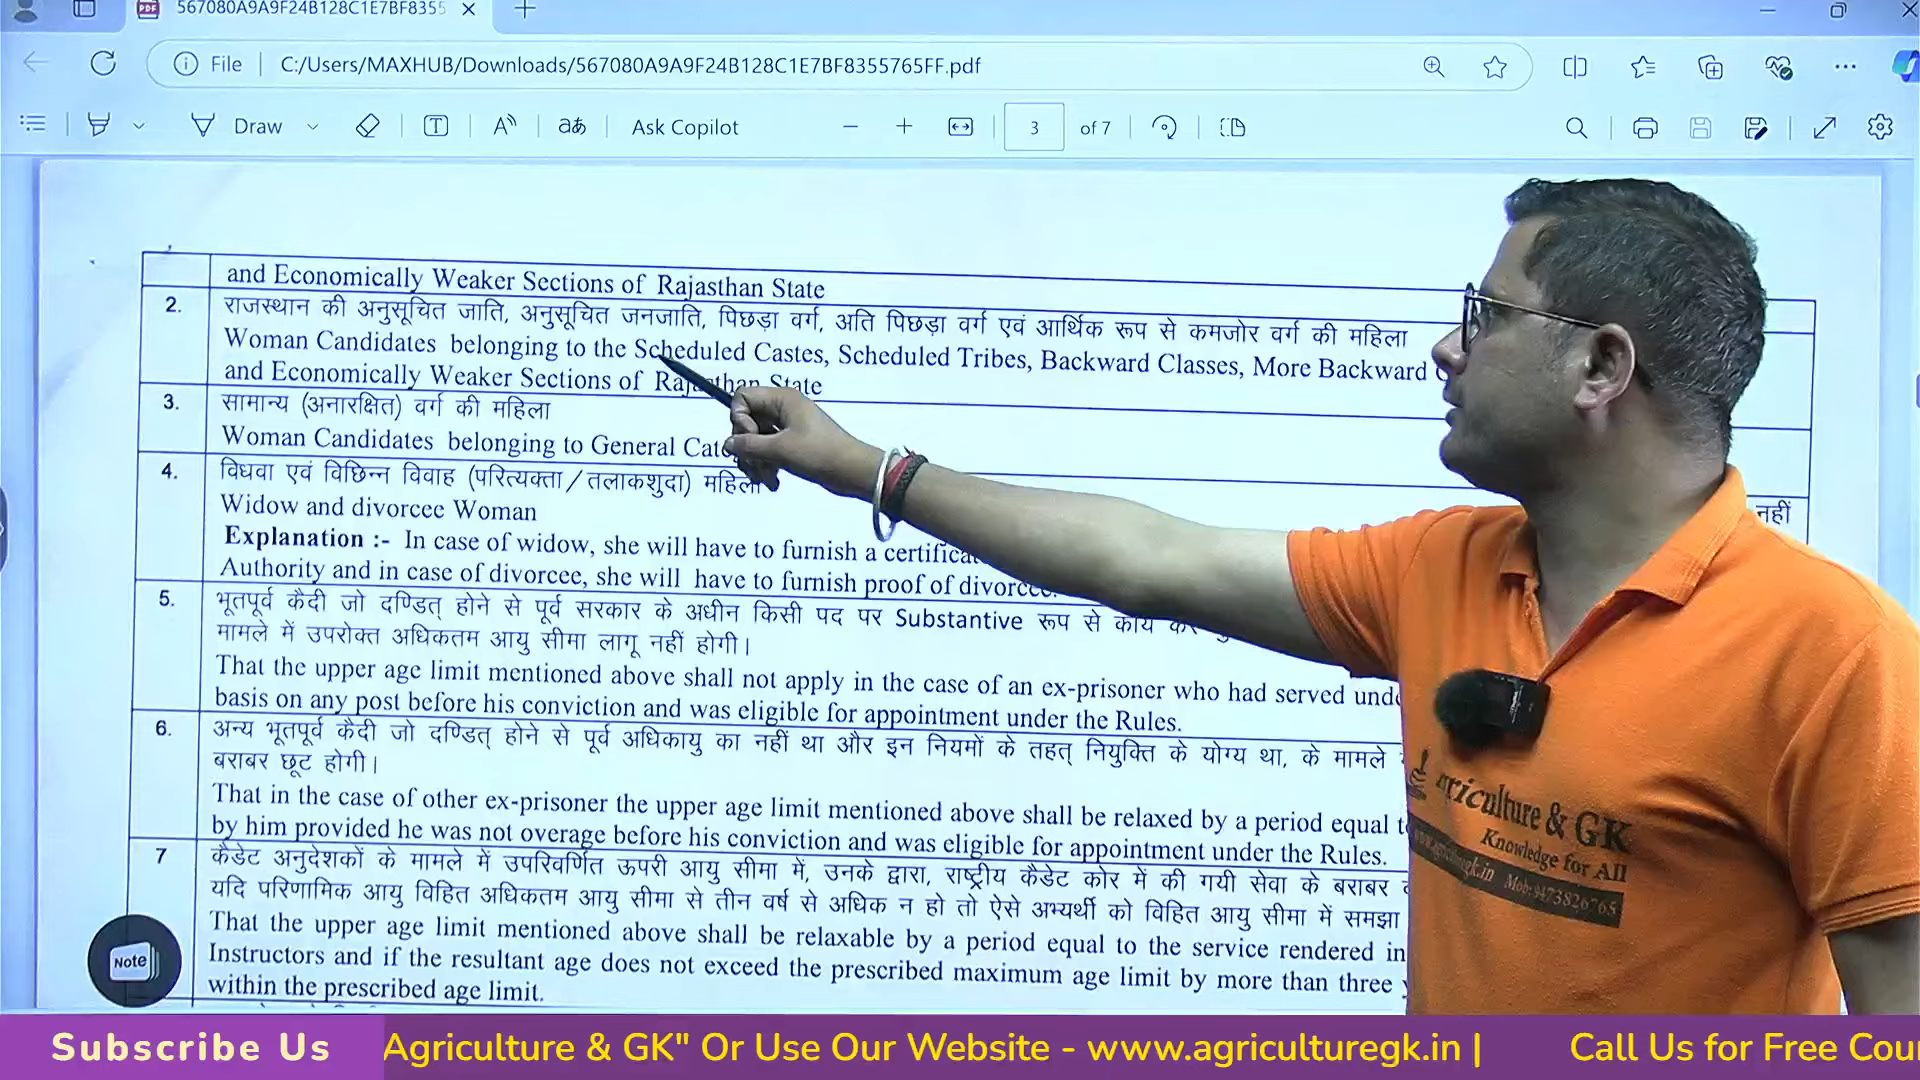 567080A9A9F24B128C1E7BF8355
File C:/Users/MAXHUB/Downloads/567080A9A9F24B128C1E7BF8355765FF.pdf
Draw Ask Copilot 3 of 7
and Economically Weaker Sections of Rajasthan State
2. राजस्थान की अनुसूचित जाति, अनुसूचित जनजाति, पिछड़ा वर्ग, अति पिछड़ा वर्ग एवं आर्थिक रूप से कमजोर वर्ग की महिला
Woman Candidates belonging to the Scheduled Castes, Scheduled Tribes, Backward Classes, More Backward
and Economically Weaker Sections of Rajasthan State
3. सामान्य (अनारक्षित) वर्ग की महिला
Woman Candidates belonging to General
4. विधवा एवं विछिन्न विवाह (परित्यक्ता/तलाकशुदा) महिला
नहीं
Widow and divorcee Woman
Explanation :- In case of widow, she will have to furnish a
Authority and in case of divorcee, she will have to furnish proof of
5. भूतपूर्व कैदी जो दण्डित् होने से पूर्व सरकार के अधीन किसी पद पर Substantive रूप से कार्य कर
मामले में उपरोक्त अधिकतम आयु सीमा लागू नहीं होगी।
That the upper age limit mentioned above shall not apply in the case of an ex-prisoner who had served
basis on any post before his conviction and was eligible for appointment under the Rules.
6. अन्य भूतपूर्व कैदी जो दण्डित् होने से पूर्व अधिकायु का नहीं था और इन नियमों के तहत् नियुक्ति के योग्य था, के मामले
बराबर छूट होगी।
That in the case of other ex-prisoner the upper age limit mentioned above shall be relaxed by a period equal
by him provided he was not overage before his conviction and was eligible for appointment under the Rules.
7 कैडेट अनुदेशकों के मामले में उपरिवर्णित ऊपरी आयु सीमा में, उनके द्वारा, राष्ट्रीय कैडेट कोर में की गयी सेवा के बराबर
यदि परिणामिक आयु विहित अधिकतम आयु सीमा से तीन वर्ष से अधिक न हो तो ऐसे अभ्यर्थी को विहित आयु सीमा में समझा
That the upper age limit mentioned above shall be relaxable by a period equal to the service rendered in
Instructors and if the resultant age does not exceed the prescribed maximum age limit by more than three
within the prescribed age limit.
Note
Agriculture & GK
Knowledge for All
Mob: 9473826765
Subscribe Us
Agriculture & GK" Or Use Our Website - www.agriculturegk.in |
Call Us for Free